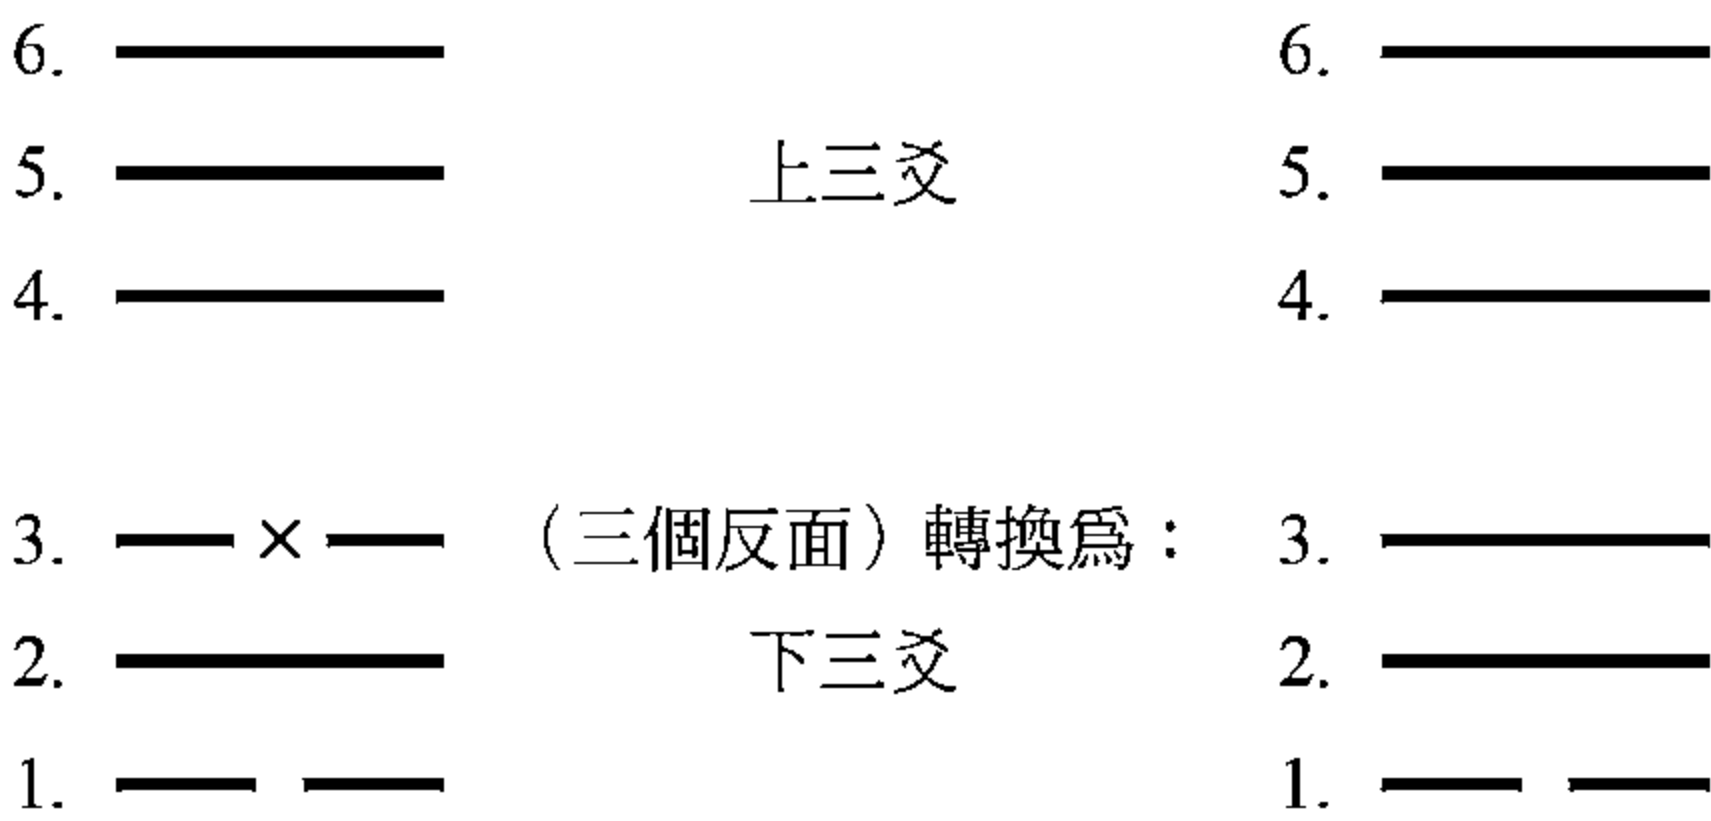 6. 6.
5. 上三爻 5.
4. 4.
3. × （三個反面）轉換爲： 3.
2. 下三爻 2.
1. 1.